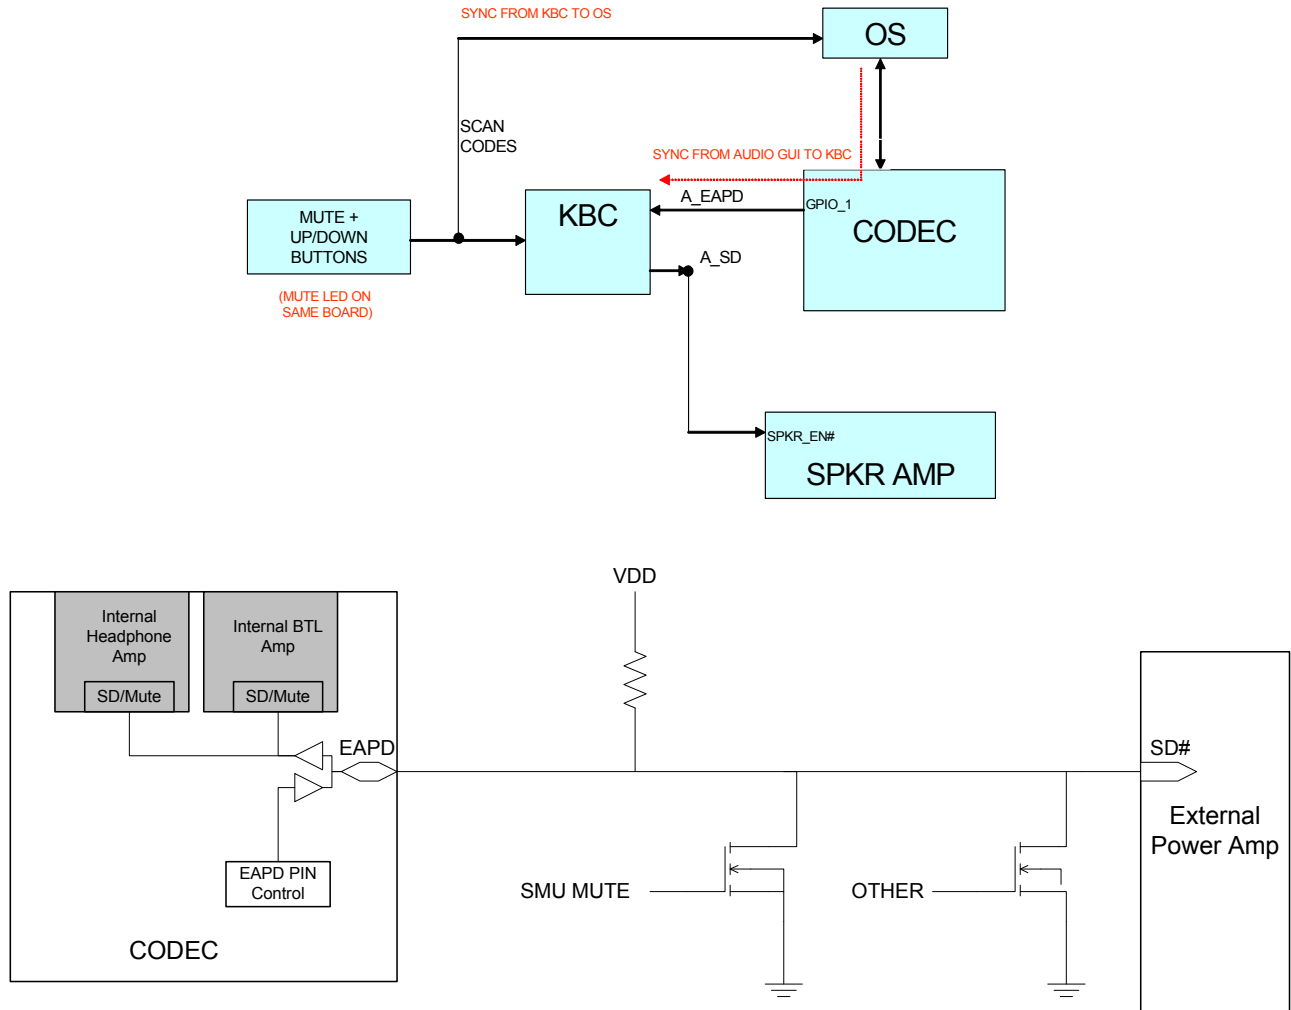 SYNC FROM KBC TO OS
OS
SCAN
CODES
SYNC FROM AUDIO GUI TO KBC
A_EAPD
GPIO_1
KBC
CODEC
MUTE +
UP/DOWN
BUTTONS
A_SD
(MUTE LED ON
SAME BOARD)
SPKR_EN#
SPKR AMP
VDD
Internal
Headphone
Amp
Internal BTL
Amp
SD/Mute
SD/Mute
EAPD
SD#
External
Power Amp
EAPD PIN
Control
SMU MUTE
OTHER
CODEC